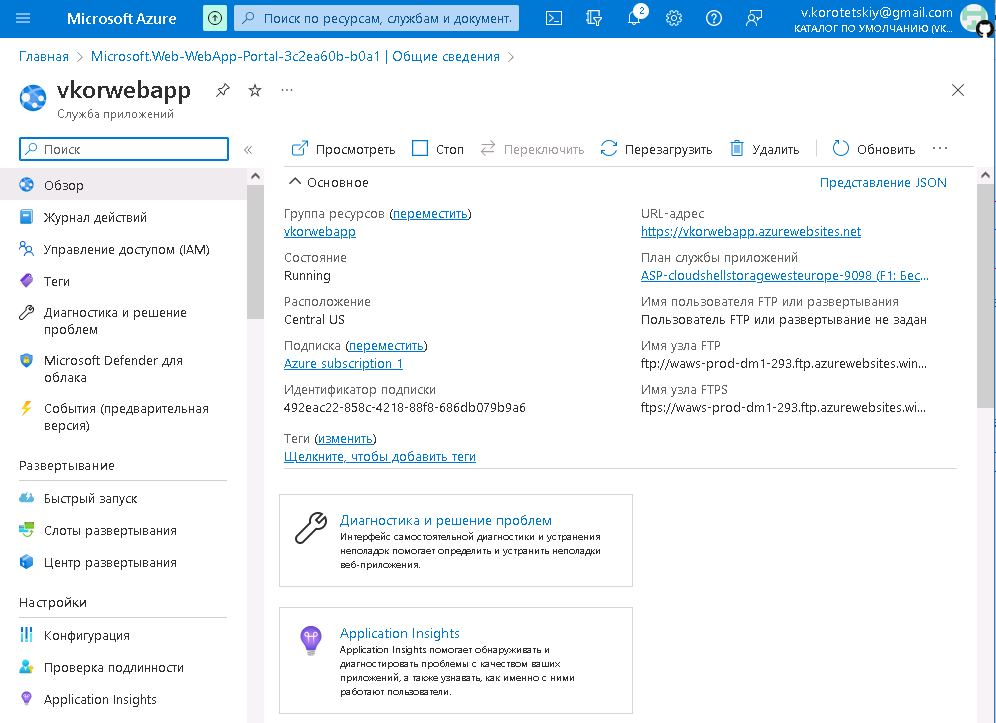 Microsoft Azure
Поиск по ресурсам, службам и документ.
2
v.korotetskiy@gmail.com
КАТАЛОГ ПО УМОЛЧАНИЮ (VK...
Главная > Microsoft.Web-WebApp-Portal-3c2ea60b-b0a1 | Общие сведения >
vkorwebapp
...
Служба приложений
Поиск
«
Просмотреть
Стоп
Переключить
Перезагрузить
Удалить
Обновить
...
Обзор
Журнал действий
Управление доступом (IAM)
Теги
Диагностика и решение
проблем
Microsoft Defender для
облака
События (предварительная
версия)
Развертывание
Быстрый запуск
Слоты развертывания
Центр развертывания
Настройки
Конфигурация
Проверка подлинности
Application Insights
Основное
Представление JSON
Группа ресурсов (переместить)
vkorwebapp
Состояние
Running
Расположение
Central US
Подписка (переместить)
Azure subscription 1
Идентификатор подписки
492eac22-858c-4218-88f8-686db079b9a6
Теги (изменить)
Щелкните, чтобы добавить теги
URL-адрес
https://vkorwebapp.azurewebsites.net
План службы приложений
ASP-cloudshellstoragewesteurope-9098 (F1: Бес...
Имя пользователя FTP или развертывания
Пользователь FTP или развертывание не задан
Имя узла FTP
ftp://waws-prod-dm1-293.ftp.azurewebsites.win...
Имя узла FTPS
ftps://waws-prod-dm1-293.ftp.azurewebsites.wi...
Диагностика и решение проблем
Интерфейс самостоятельной диагностики и устранения
неполадок помогает определить и устранить неполадки
веб-приложения.
Application Insights
Application Insights помогает обнаруживать и
диагностировать проблемы с качеством ваших
приложений, а также узнавать, как именно с ними
работают пользователи.